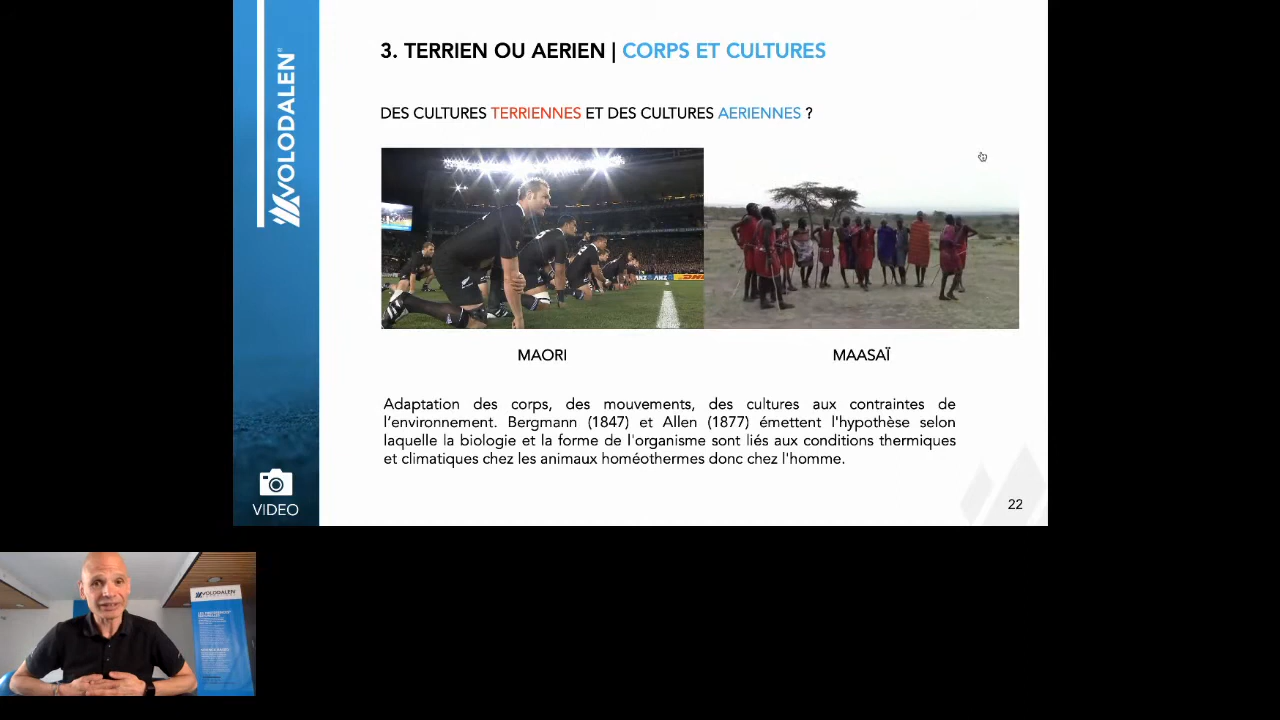 VOLODALEN
3. TERRIEN OU AERIEN | CORPS ET CULTURES
DES CULTURES TERRIENNES ET DES CULTURES AERIENNES ?
ANZ
MAORI
MAASAÏ
Adaptation des corps, des mouvements, des cultures aux contraintes de
l'environnement. Bergmann (1847) et Allen (1877) émettent l'hypothèse selon
laquelle la biologie et la forme de l'organisme sont liés aux conditions thermiques
et climatiques chez les animaux homéothermes donc chez l'homme.
VIDEO
22
VOLODALEN